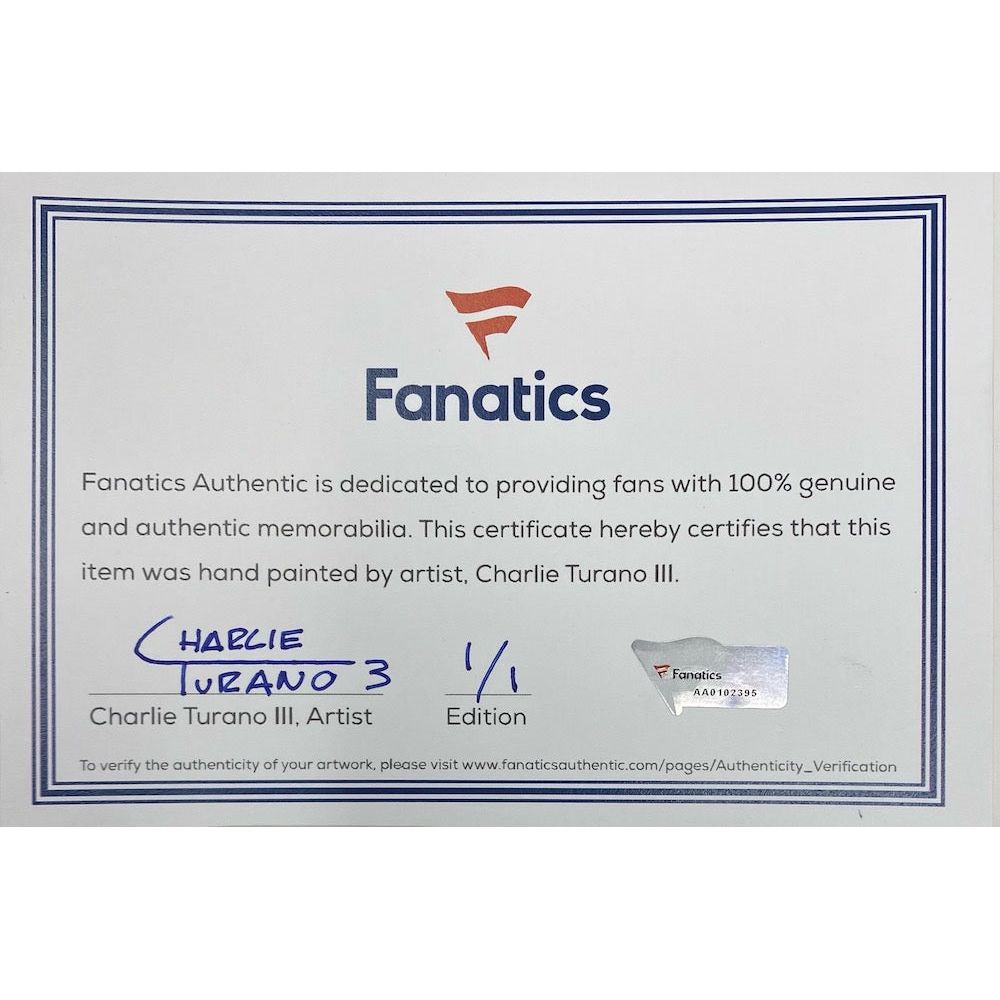 Fanatics
Fanatics Authentic is dedicated to providing fans with 100% genuine
and authentic memorabilia. This certificate hereby certifies that this
item was hand painted by artist, Charlie Turano III.
CHARLIE
TURANO 3
1/1
Fanatics
AA0102395
Charlie Turano III, Artist
Edition
To verify the authenticity of your artwork, please visit www.fanaticsauthentic.com/pages/Authenticity_Verification